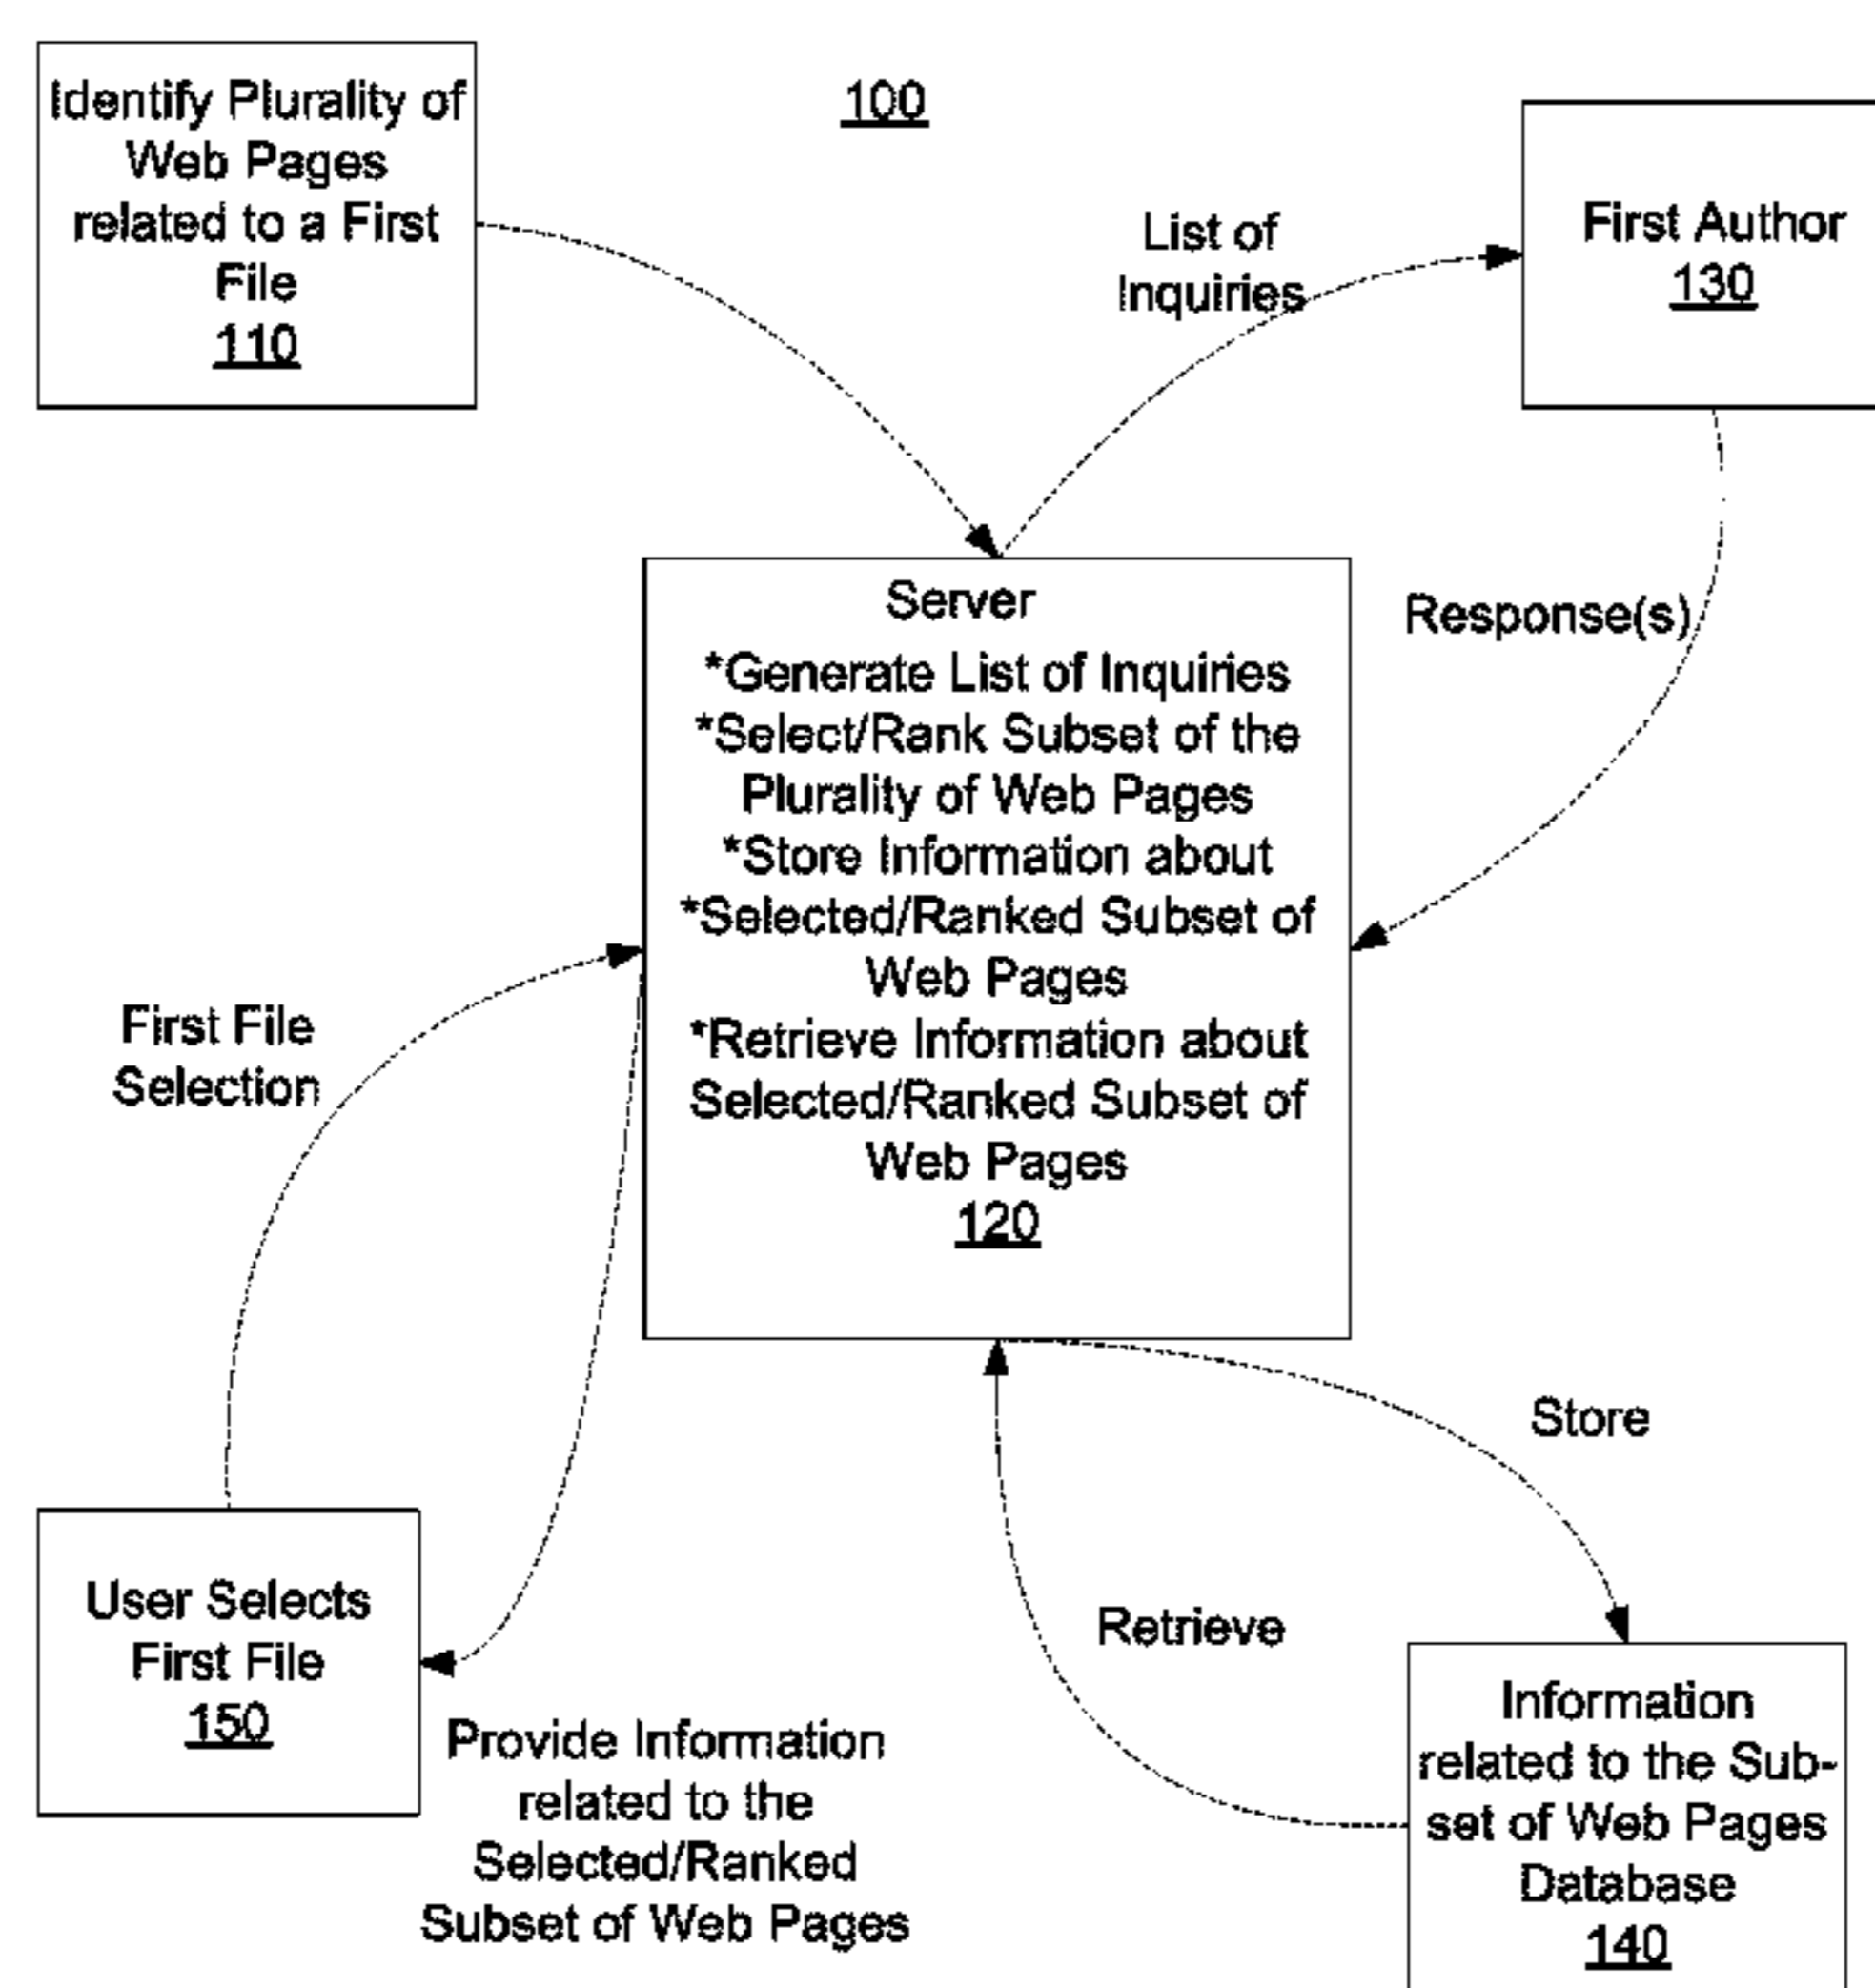 Identify Plurality of
Web Pages
related to a First
File
110
100
List of
Inquiries
First Author
130
Response(s)
Server
*Generate List of Inquiries
*Select/Rank Subset of the
Plurality of Web Pages
*Store Information about
*Selected/Ranked Subset of
Web Pages
*Retrieve Information about
Selected/Ranked Subset of
Web Pages
120
First File
Selection
User Selects
First File
150
Provide Information
related to the
Selected/Ranked
Subset of Web Pages
Store
Retrieve
Information
related to the Sub-
set of Web Pages
Database
140